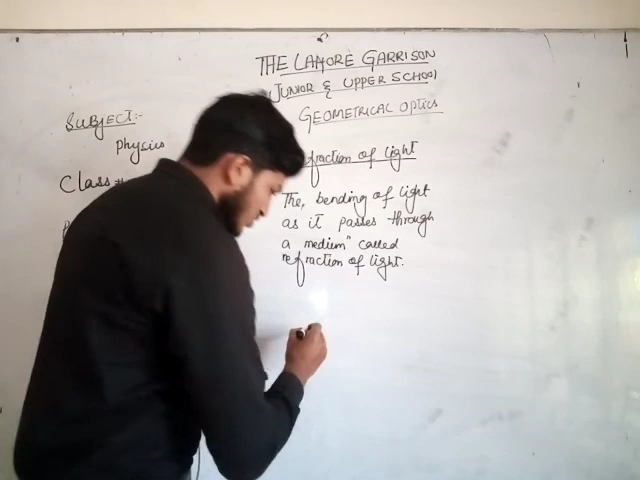 THE LAHORE GARRISON
(JUNIOR & UPPER SCHOOL
GEOMETRICAL OPTICS
Subject:-
Physics
Class
efraction of light
The, bending of light
as it passes through
a medium" called
refraction of light.